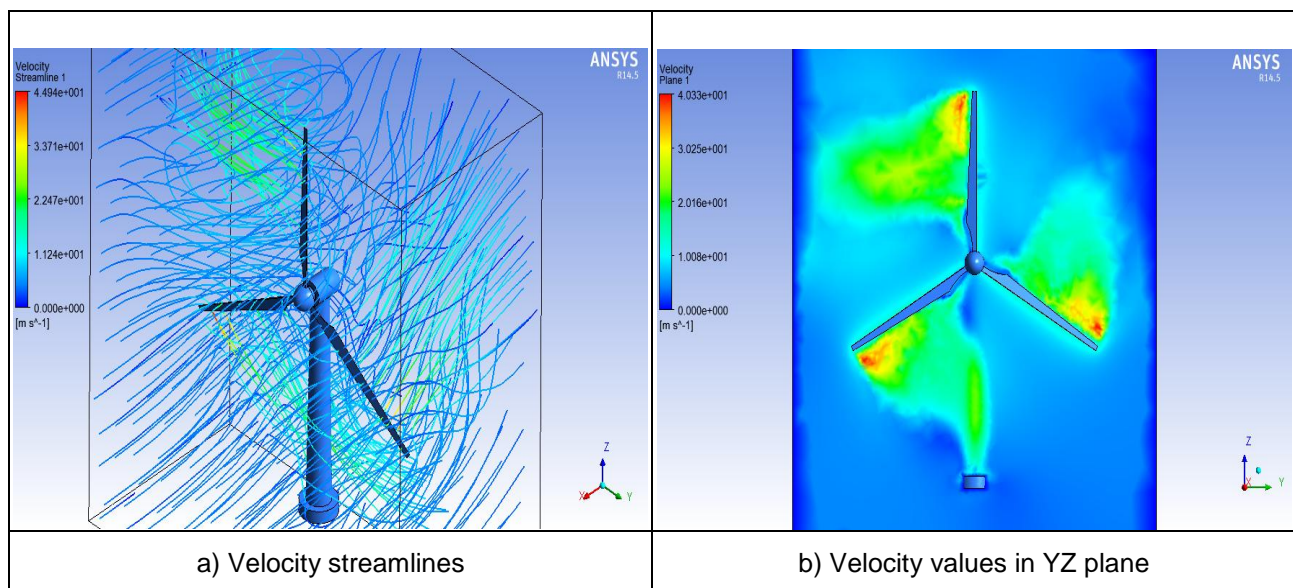 Velocity
Streamline 1
4.494e+001
3.371e+001
2.247e+001
1.124e+001
0.000e+000
[m s^-1]
ANSYS
R14.5
Z
X
Y
a) Velocity streamlines
Velocity
Plane 1
4.033e+001
3.025e+001
2.016e+001
1.008e+001
0.000e+000
[m s^-1]
ANSYS
R14.5
Z
X
Y
b) Velocity values in YZ plane